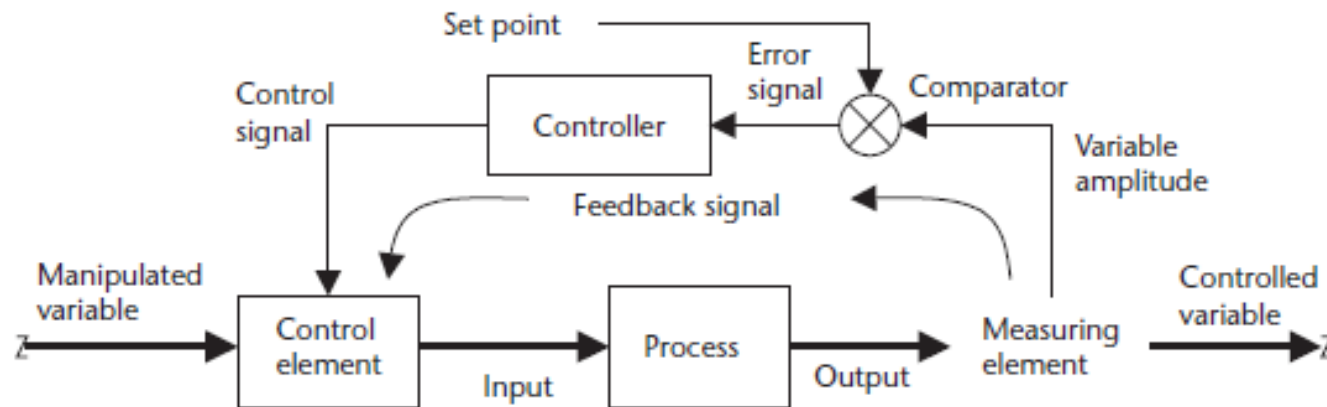 Set point
Error
signal
Comparator
Control
signal
Controller
Variable
amplitude
Feedback signal
Manipulated
variable
Controlled
variable
Control
element
Process
Measuring
element
Input
Output